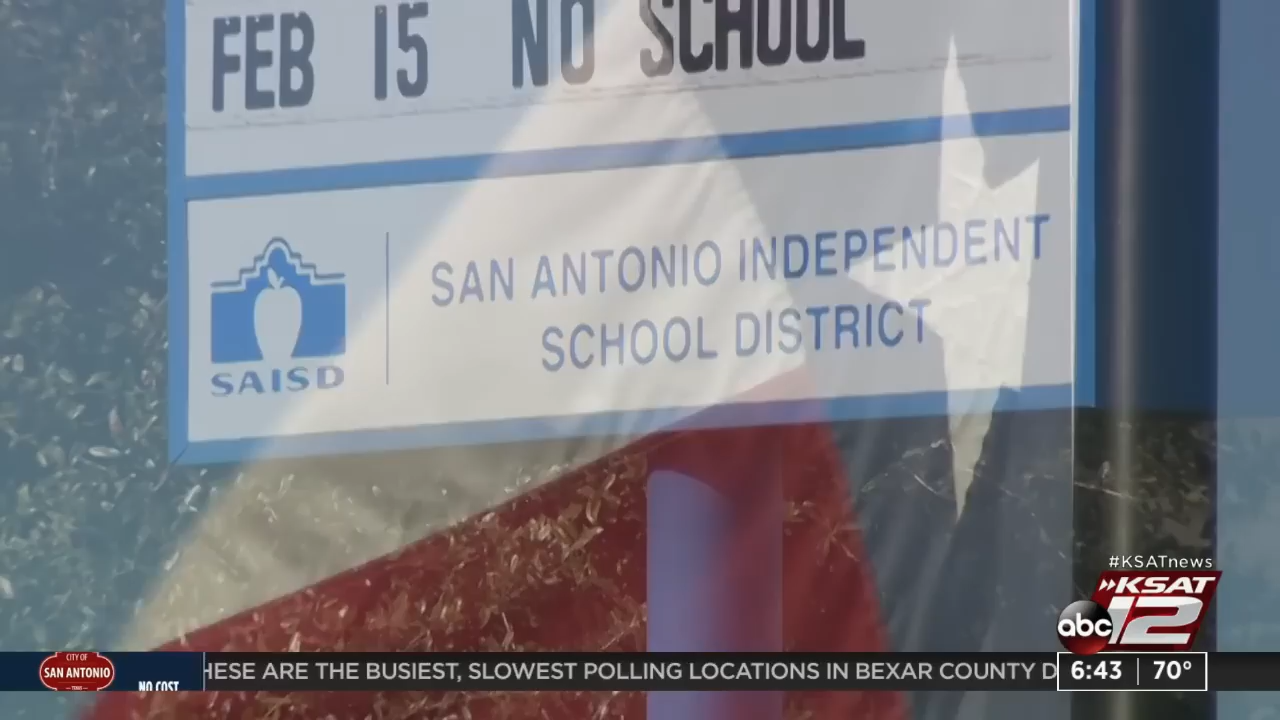 FEB 15 NO SCHOOL
SAN ANTONIO INDEPENDENT
SCHOOL DISTRICT
SAISD
#KSATnews
KSAT
abc 12
CITY OF
SAN ANTONIO
TEXAS
NO COST
HESE ARE THE BUSIEST, SLOWEST POLLING LOCATIONS IN BEXAR COUNTY D
6:43 70°